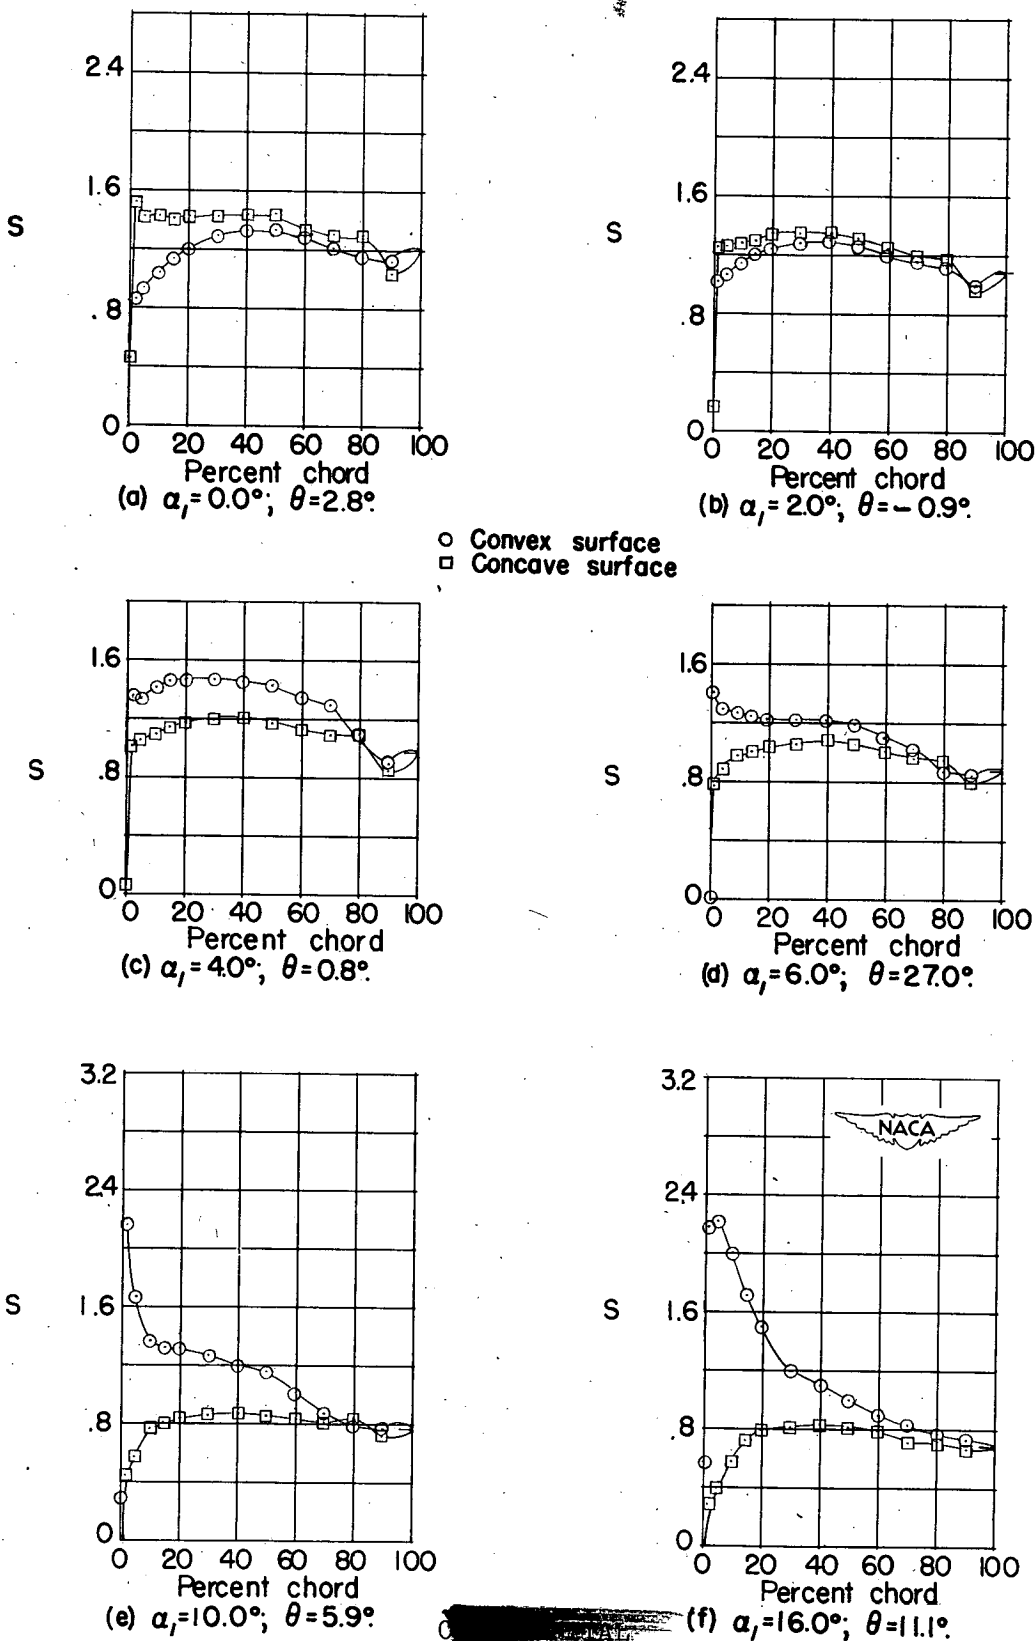 2.4
1.6
S
.8
0
0 20 40 60 80 100
Percent chord
(a) α₁=0.0°; θ=2.8°.
2.4
1.6
S
.8
0
0 20 40 60 80 100
Percent chord
(b) α₁=2.0°; θ=-0.9°.
○ Convex surface
□ Concave surface
1.6
S
.8
0
0 20 40 60 80 100
Percent chord
(c) α₁=4.0°; θ=0.8°.
1.6
S
.8
0
0 20 40 60 80 100
Percent chord
(d) α₁=6.0°; θ=27.0°.
3.2
2.4
S
1.6
.8
0
0 20 40 60 80 100
Percent chord
(e) α₁=10.0°; θ=5.9°.
3.2
NACA
2.4
S
1.6
.8
0
0 20 40 60 80 100
Percent chord
(f) α₁=16.0°; θ=11.1°.